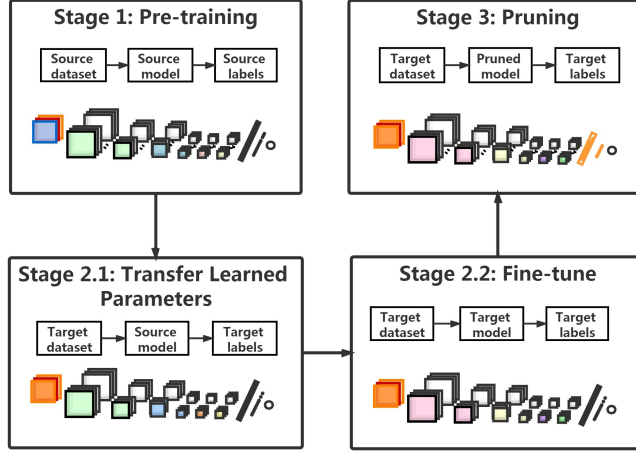 Stage 1: Pre-training
Source dataset
Source model
Source labels
Stage 3: Pruning
Target dataset
Pruned model
Target labels
Stage 2.1: Transfer Learned
Parameters
Target dataset
Source model
Target labels
Stage 2.2: Fine-tune
Target dataset
Target model
Target labels